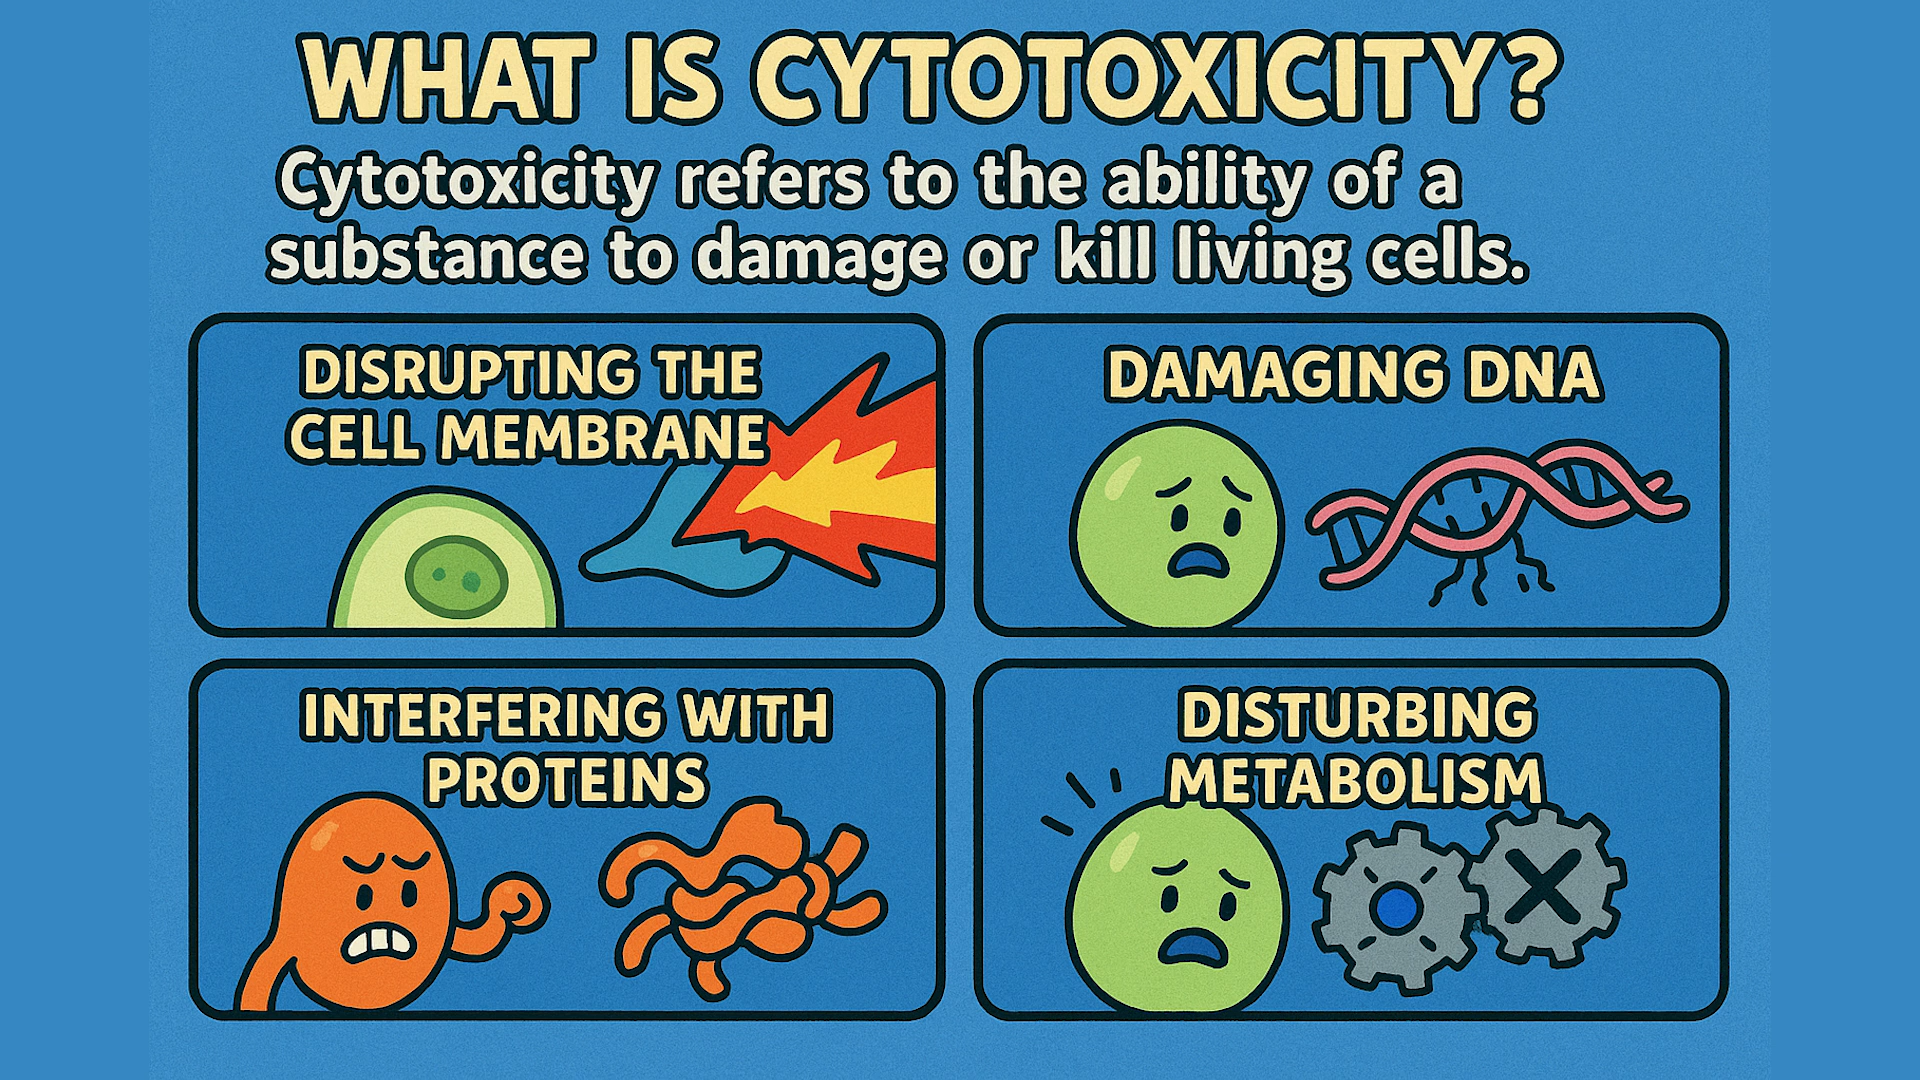 WHAT IS CYTOTOXICITY?
Cytotoxicity refers to the ability of a
substance to damage or kill living cells.
DISRUPTING THE
CELL MEMBRANE
DAMAGING DNA
INTERFERING WITH
PROTEINS
DISTURBING
METABOLISM